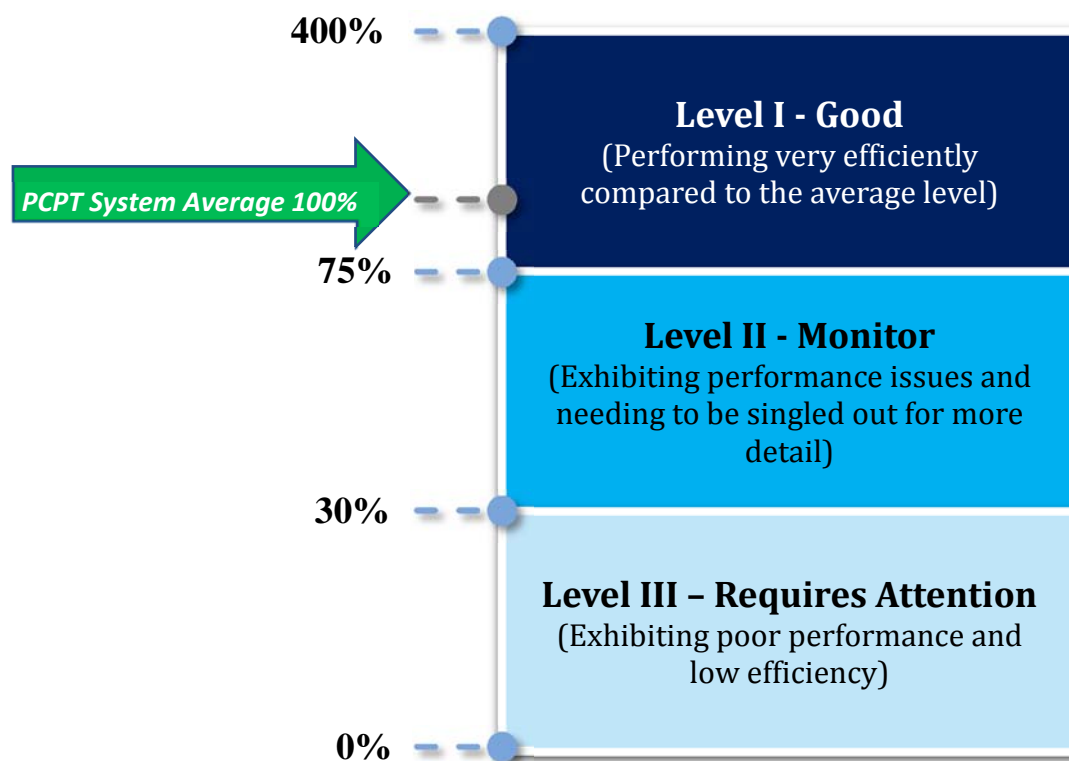 400%
Level I - Good
(Performing very efficiently
compared to the average level)
PCPT System Average 100%
75%
Level II - Monitor
(Exhibiting performance issues and
needing to be singled out for more
detail)
30%
Level III – Requires Attention
(Exhibiting poor performance and
low efficiency)
0%